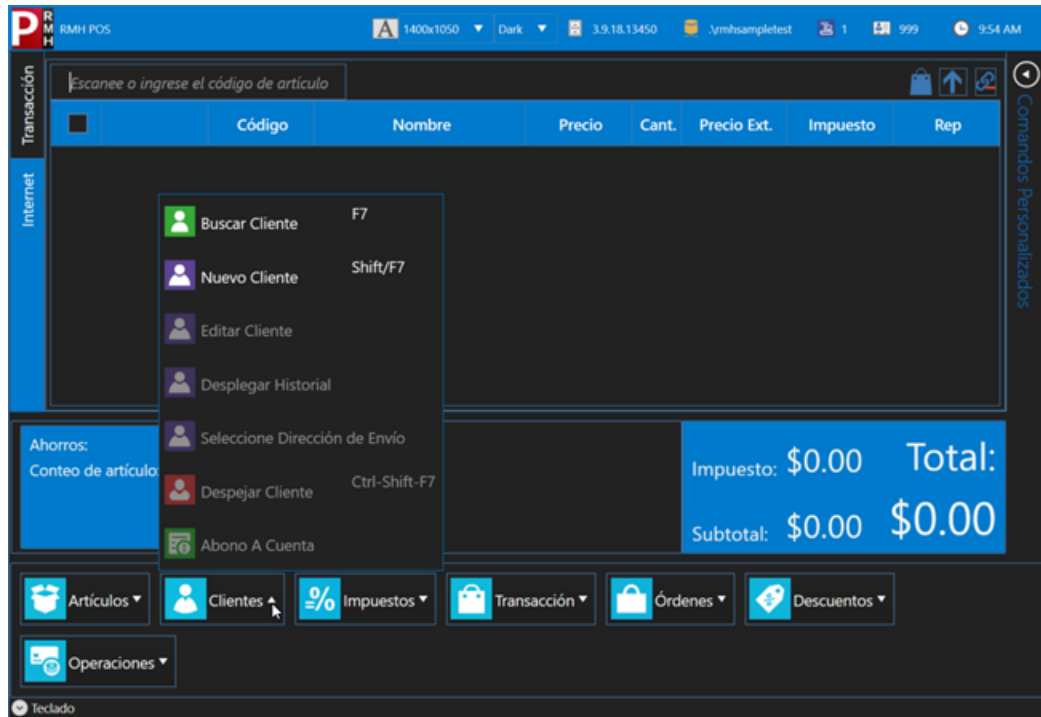 P RMH RMH POS A 1400x1050 Dark 3.9.18.13450 .\rmhsampletest 1 999 9:54 AM
Transacción
Internet
Escanee o ingrese el código de artículo
Código Nombre Precio Cant. Precio Ext. Impuesto Rep
Comandos Personalizados
Buscar Cliente F7
Nuevo Cliente Shift/F7
Editar Cliente
Desplegar Historial
Seleccione Dirección de Envío
Despejar Cliente Ctrl-Shift-F7
Abono A Cuenta
Ahorros:
Conteo de artículo
Impuesto: $0.00 Total:
Subtotal: $0.00 $0.00
Artículos Clientes Impuestos Transacción Órdenes Descuentos
Operaciones
Teclado